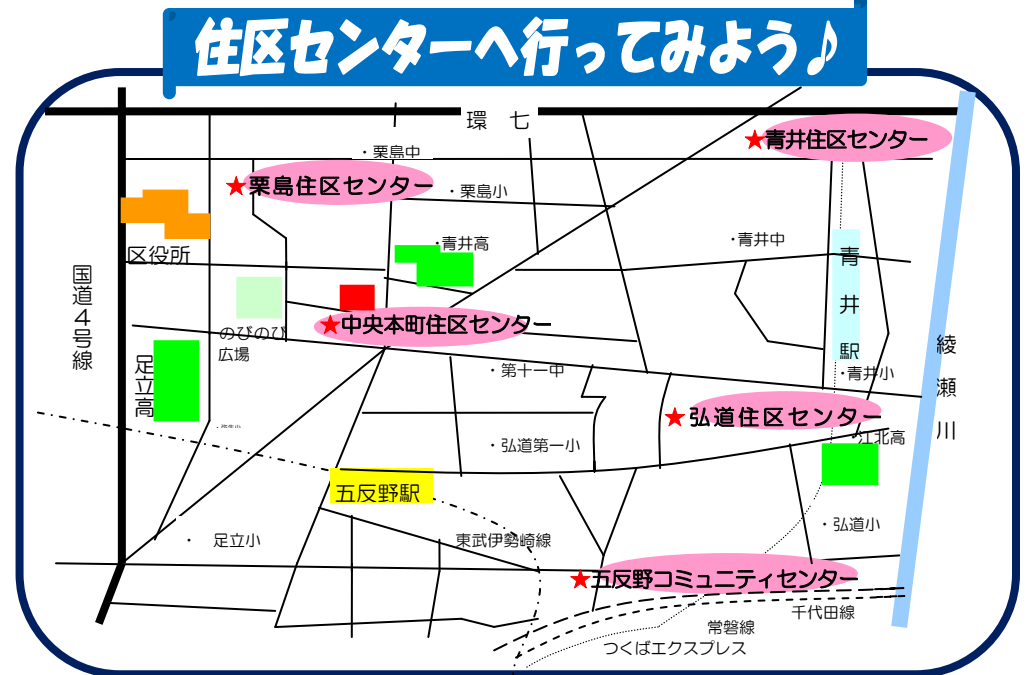 住区センターへ行ってみよう♪
環 七
★青井住区センター
・栗島中
★栗島住区センター
・栗島小
区役所
・青井高
・青井中
青井駅
国道４号線
のびのび
広場
★中央本町住区センター
綾瀬川
足立高
・第十一中
・青井小
★弘道住区センター
・弘道第一小
江北高
五反野駅
・弘道小
・ 足立小
東武伊勢崎線
★五反野コミュニティセンター
千代田線
常磐線
つくばエクスプレス